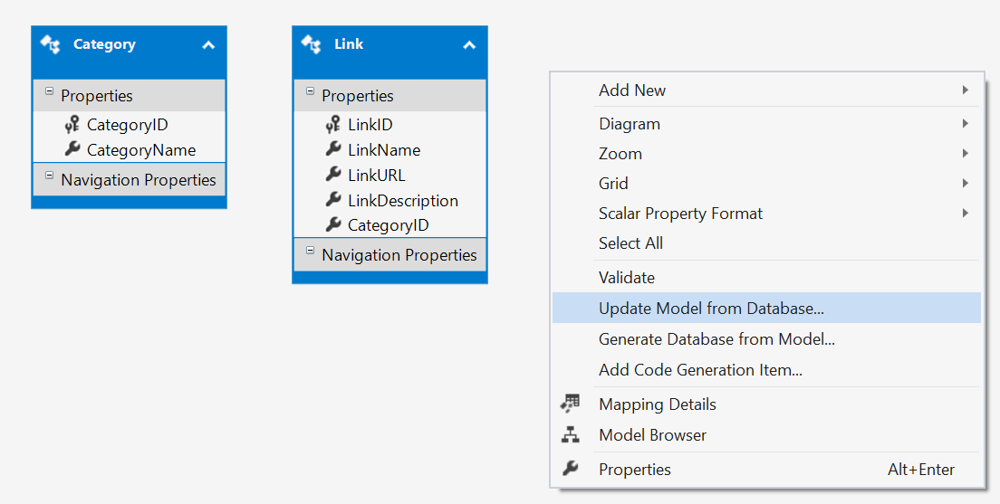 Category
Properties
CategoryID
CategoryName
Navigation Properties
Link
Properties
LinkID
LinkName
LinkURL
LinkDescription
CategoryID
Navigation Properties
Add New
Diagram
Zoom
Grid
Scalar Property Format
Select All
Validate
Update Model from Database...
Generate Database from Model...
Add Code Generation Item...
Mapping Details
Model Browser
Properties Alt+Enter